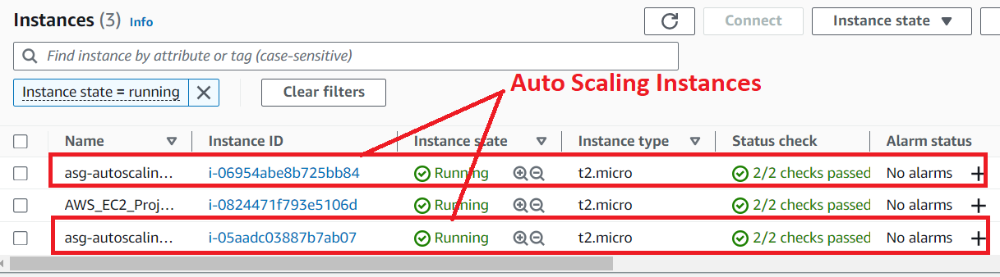 Instances (3) Info
Connect
Instance state
Find instance by attribute or tag (case-sensitive)
Instance state = running
Clear filters
Auto Scaling Instances
Name Instance ID Instance state Instance type Status check Alarm status
asg-autoscalin... i-06954abe8b725bb84 Running t2.micro 2/2 checks passed No alarms
AWS_EC2_Proj... i-0824471f793e5106d Running t2.micro 2/2 checks passed No alarms
asg-autoscalin... i-05aadc03887b7ab07 Running t2.micro 2/2 checks passed No alarms